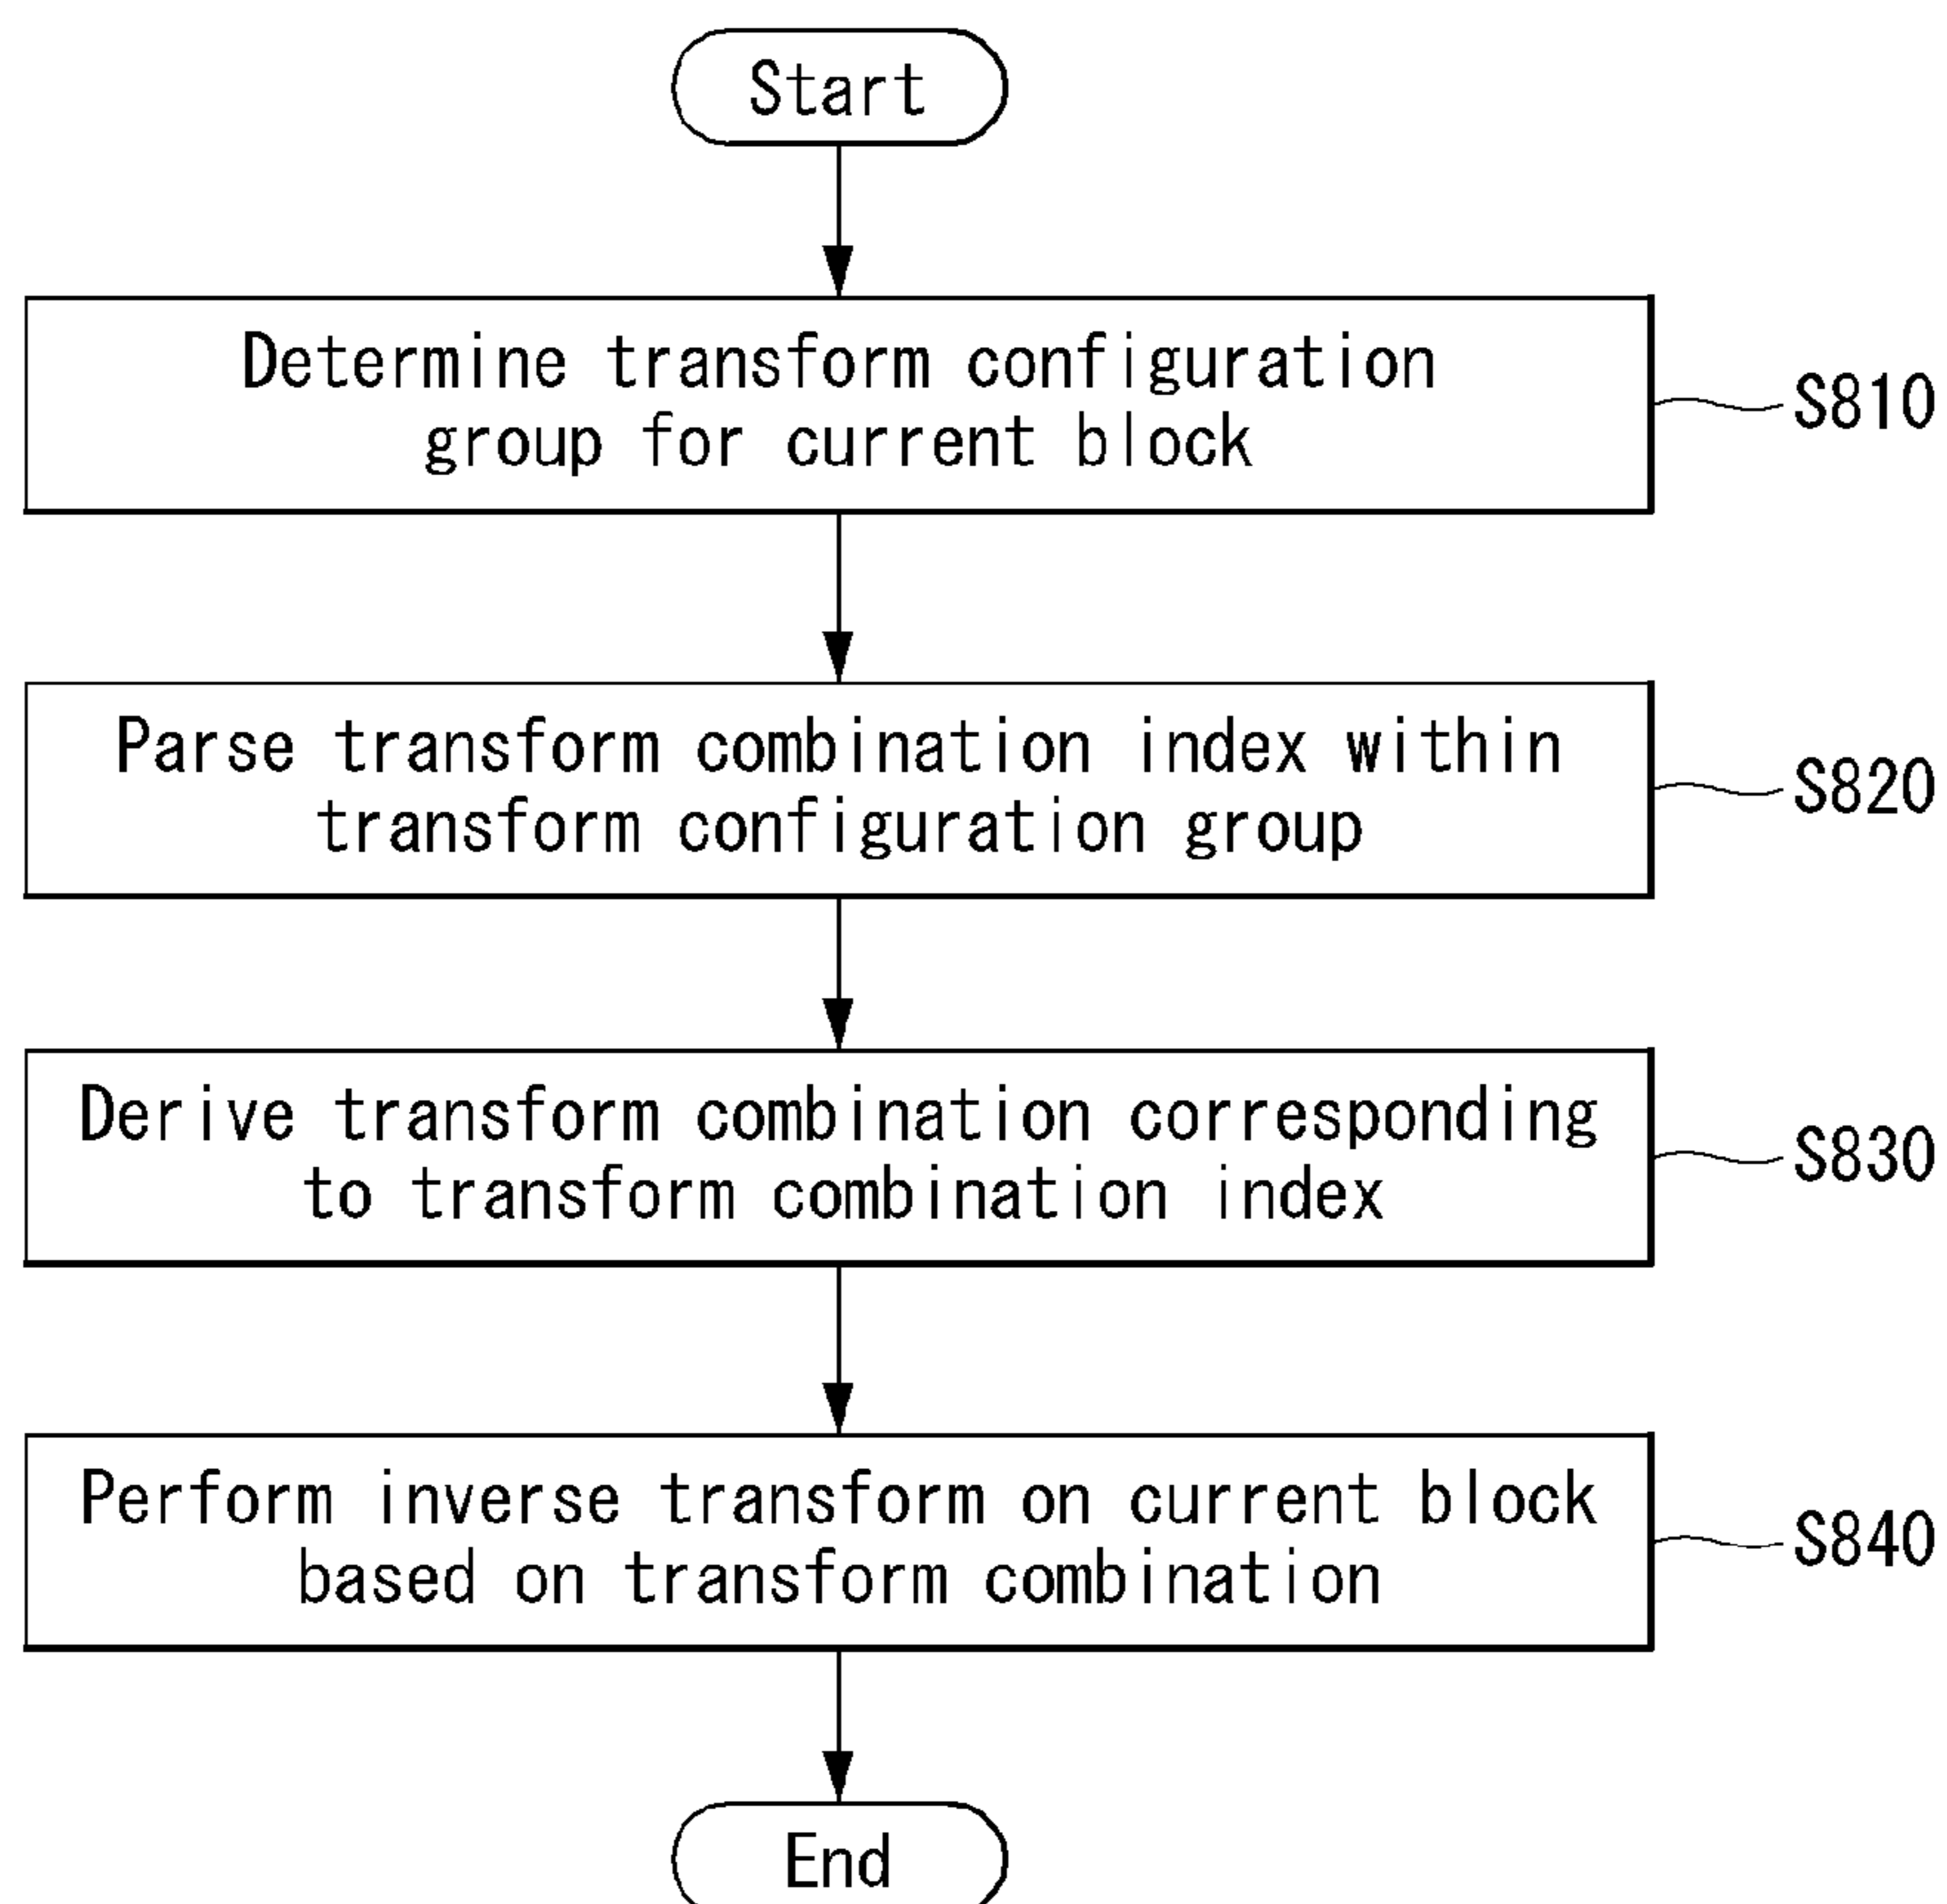 Start
Determine transform configuration
group for current block
S810
Parse transform combination index within
transform configuration group
S820
Derive transform combination corresponding
to transform combination index
S830
Perform inverse transform on current block
based on transform combination
S840
End